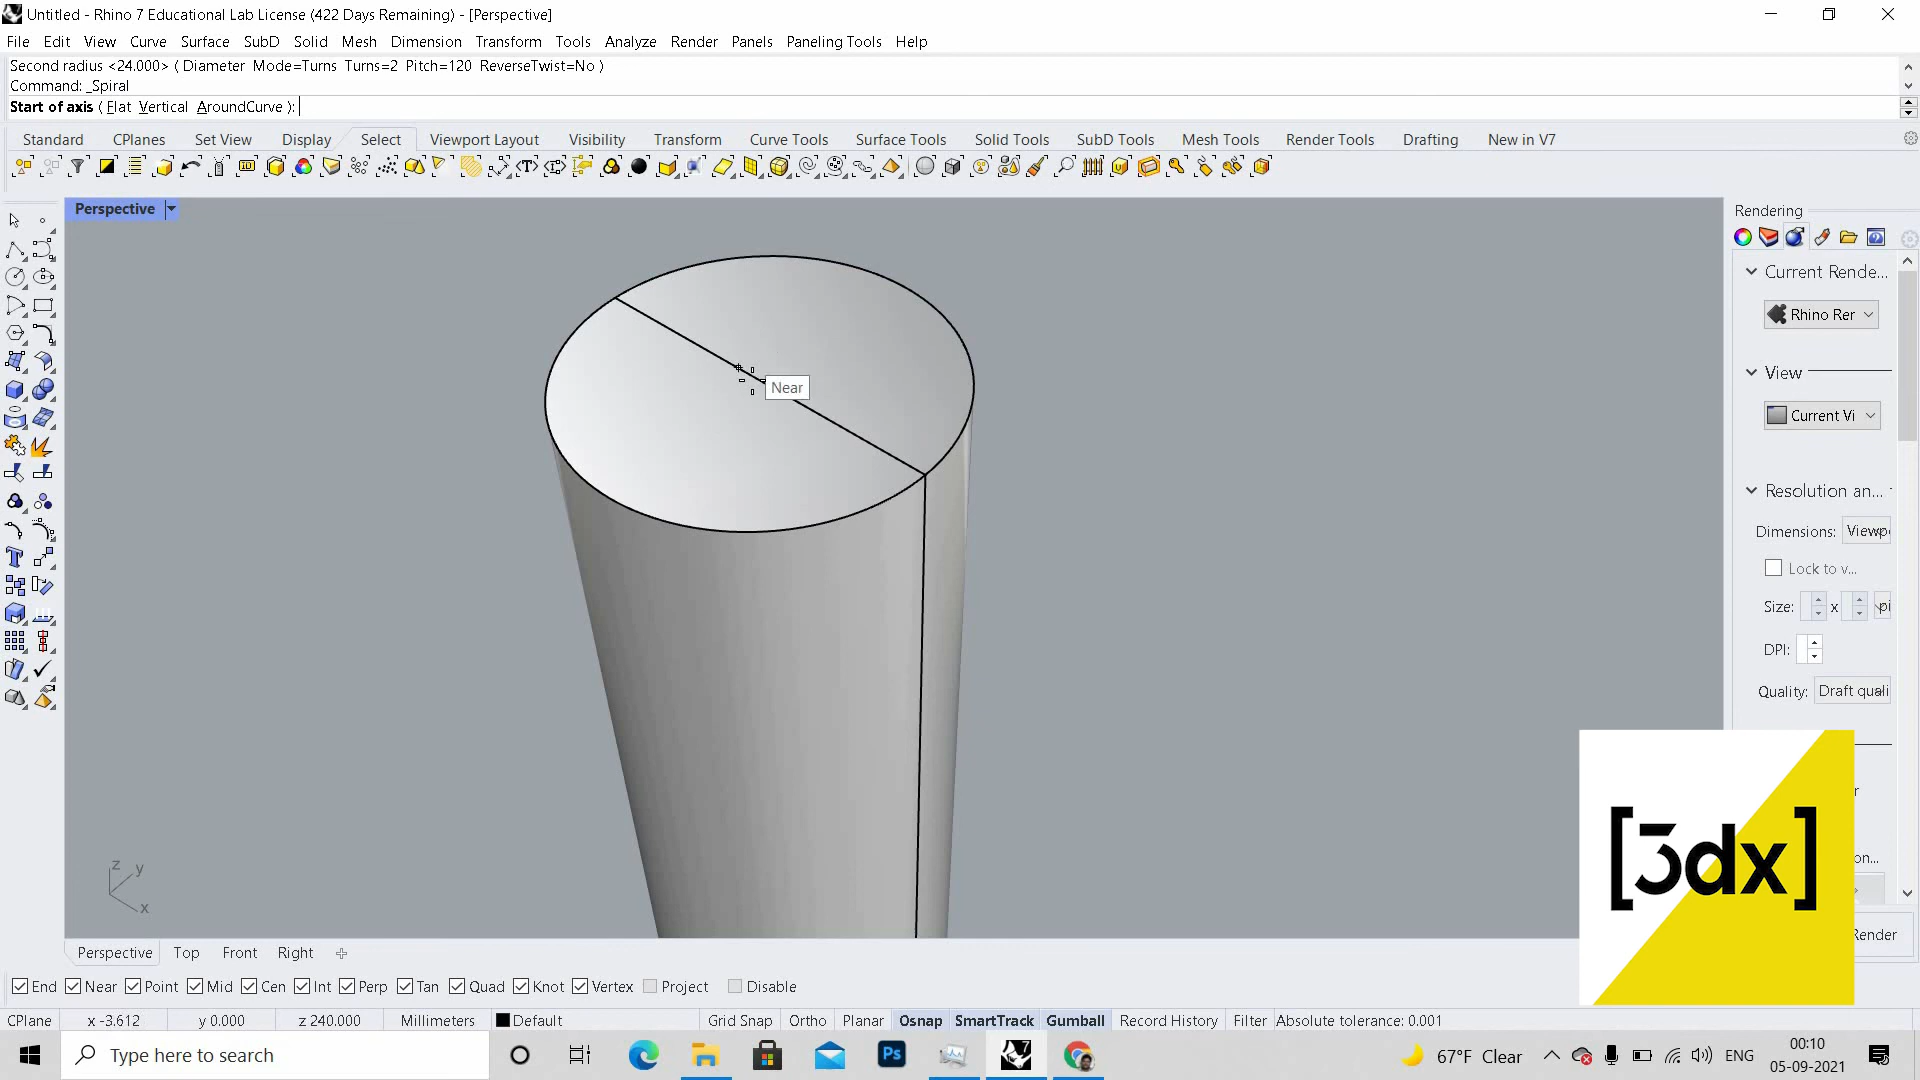 Untitled - Rhino 7 Educational Lab License (422 Days Remaining) - [Perspective]
File Edit View Curve Surface SubD Solid Mesh Dimension Transform Tools Analyze Render Panels Paneling Tools Help
Second radius <24.000> ( Diameter Mode=Turns Turns=2 Pitch=120 ReverseTwist=No )
Command: _Spiral
Start of axis ( Flat Vertical AroundCurve ):
Standard CPlanes Set View Display Select Viewport Layout Visibility Transform Curve Tools Surface Tools Solid Tools SubD Tools Mesh Tools Render Tools Drafting New in V7
Perspective
Rendering
Current Rende...
Rhino Rer
View
Current Vi
Resolution an...
Dimensions: Viewp
Lock to v...
Size: x pi
DPI:
Quality: Draft quali
Near
z y
x
[3dx]
on...
Render
Perspective Top Front Right
End Near Point Mid Cen Int Perp Tan Quad Knot Vertex Project Disable
CPlane x -3.612 y 0.000 z 240.000 Millimeters Default Grid Snap Ortho Planar Osnap SmartTrack Gumball Record History Filter Absolute tolerance: 0.001
Type here to search Ps 7 67°F Clear ENG 00:10
05-09-2021